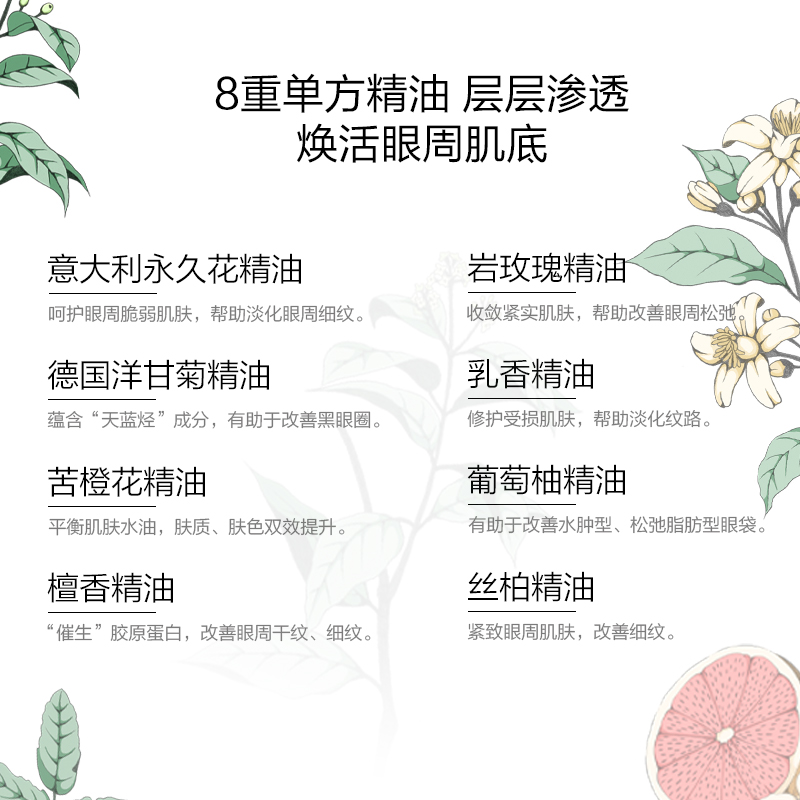 8重单方精油 层层渗透
焕活眼周肌底
意大利永久花精油
呵护眼周脆弱肌肤，帮助淡化眼周细纹。
岩玫瑰精油
收敛紧实肌肤，帮助改善眼周松弛。
德国洋甘菊精油
蕴含“天蓝烃”成分，有助于改善黑眼圈。
乳香精油
修护受损肌肤，帮助淡化纹路。
苦橙花精油
平衡肌肤水油，肤质、肤色双效提升。
葡萄柚精油
有助于改善水肿型、松弛脂肪型眼袋。
檀香精油
“催生”胶原蛋白，改善眼周干纹、细纹。
丝柏精油
紧致眼周肌肤，改善细纹。